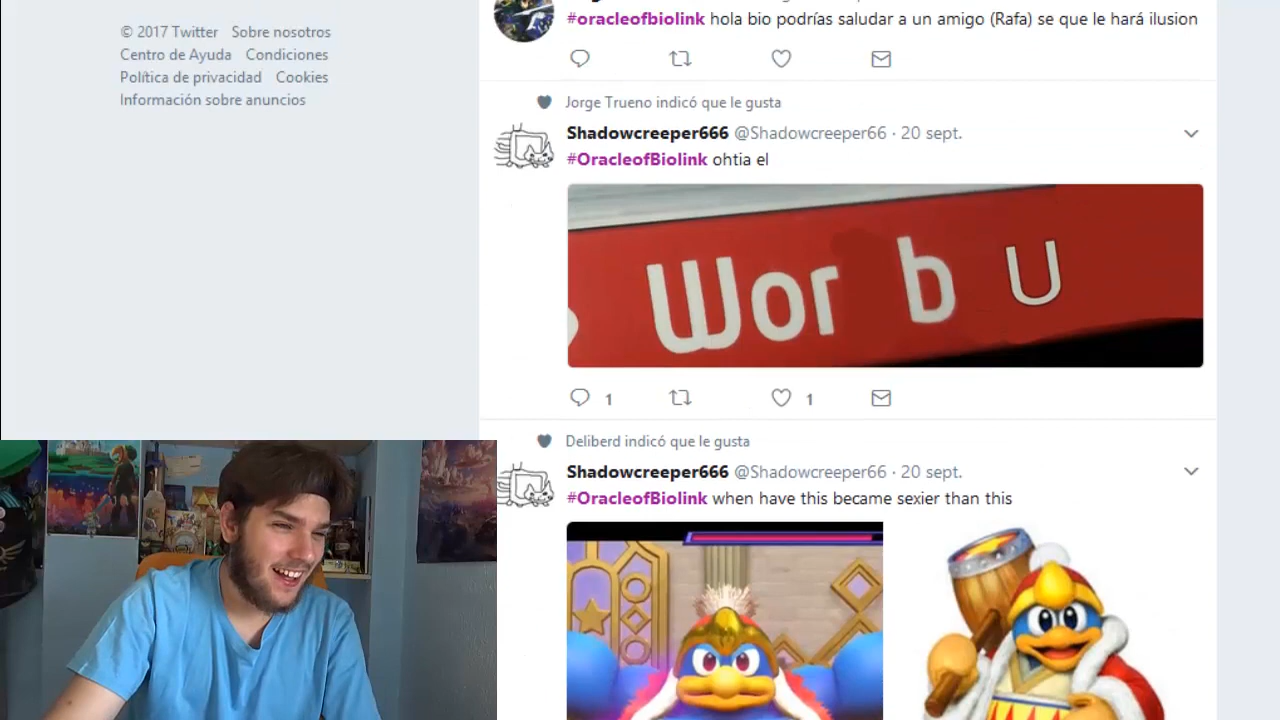 © 2017 Twitter Sobre nosotros
Centro de Ayuda Condiciones
Política de privacidad Cookies
Información sobre anuncios
#oracleofbiolink hola bio podrías saludar a un amigo (Rafa) se que le hará ilusion
Jorge Trueno indicó que le gusta
Shadowcreeper666 @Shadowcreeper66 · 20 sept.
#OracleofBiolink ohtia el
Wor b U
1 1
Deliberd indicó que le gusta
Shadowcreeper666 @Shadowcreeper66 · 20 sept.
#OracleofBiolink when have this became sexier than this